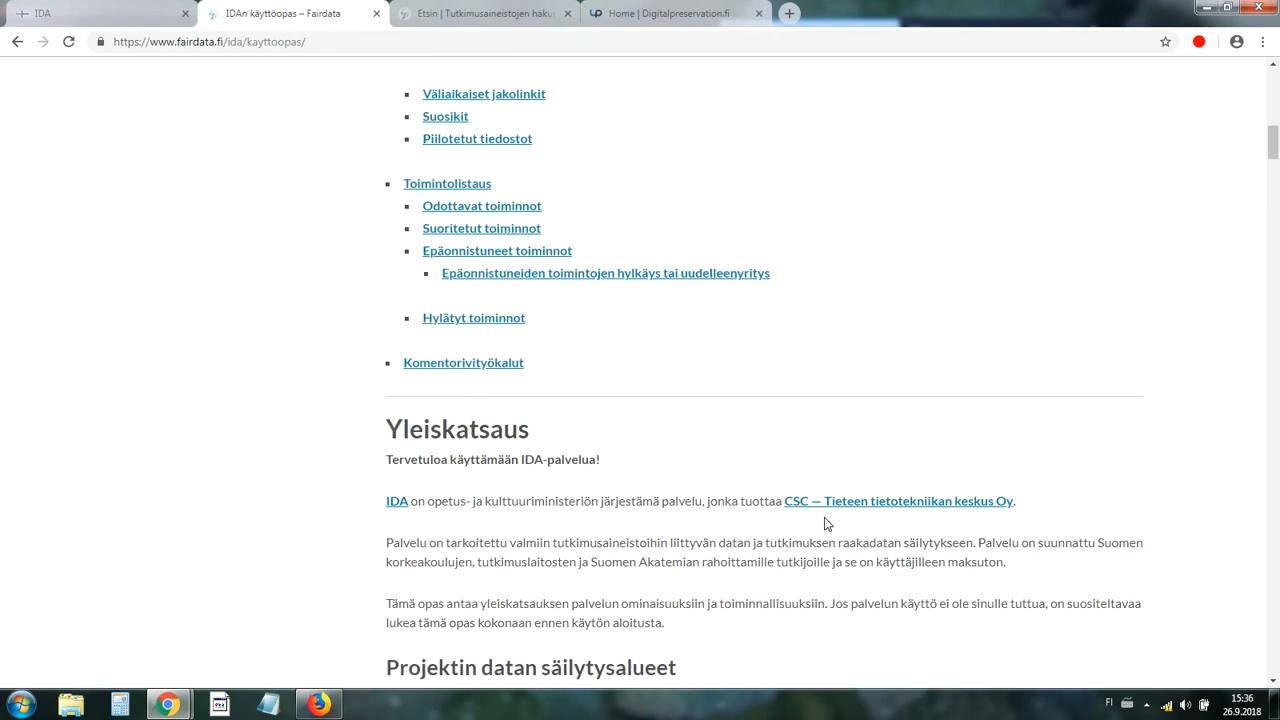 IDA
IDAn käyttöopas – Fairdata
Etsin | Tutkimusaineistojen haku
Home | Digitalpreservation.fi
https://www.fairdata.fi/ida/kayttoopas/
Väliaikaiset jakolinkit
Suosikit
Piilotetut tiedostot
Toimintolistaus
Odottavat toiminnot
Suoritetut toiminnot
Epäonnistuneet toiminnot
Epäonnistuneiden toimintojen hylkäys tai uudelleenyritys
Hylätyt toiminnot
Komentorivityökalut
Yleiskatsaus
Tervetuloa käyttämään IDA-palvelua!
IDA on opetus- ja kulttuuriministeriön järjestämä palvelu, jonka tuottaa CSC — Tieteen tietotekniikan keskus Oy.
Palvelu on tarkoitettu valmiin tutkimusaineistoihin liittyvän datan ja tutkimuksen raakadatan säilytykseen. Palvelu on suunnattu Suomen
korkeakoulujen, tutkimuslaitosten ja Suomen Akatemian rahoittamille tutkijoille ja se on käyttäjilleen maksuton.
Tämä opas antaa yleiskatsauksen palvelun ominaisuuksiin ja toiminnallisuuksiin. Jos palvelun käyttö ei ole sinulle tuttua, on suositeltavaa
lukea tämä opas kokonaan ennen käytön aloitusta.
Projektin datan säilytysalueet
FI
15:36
26.9.2018